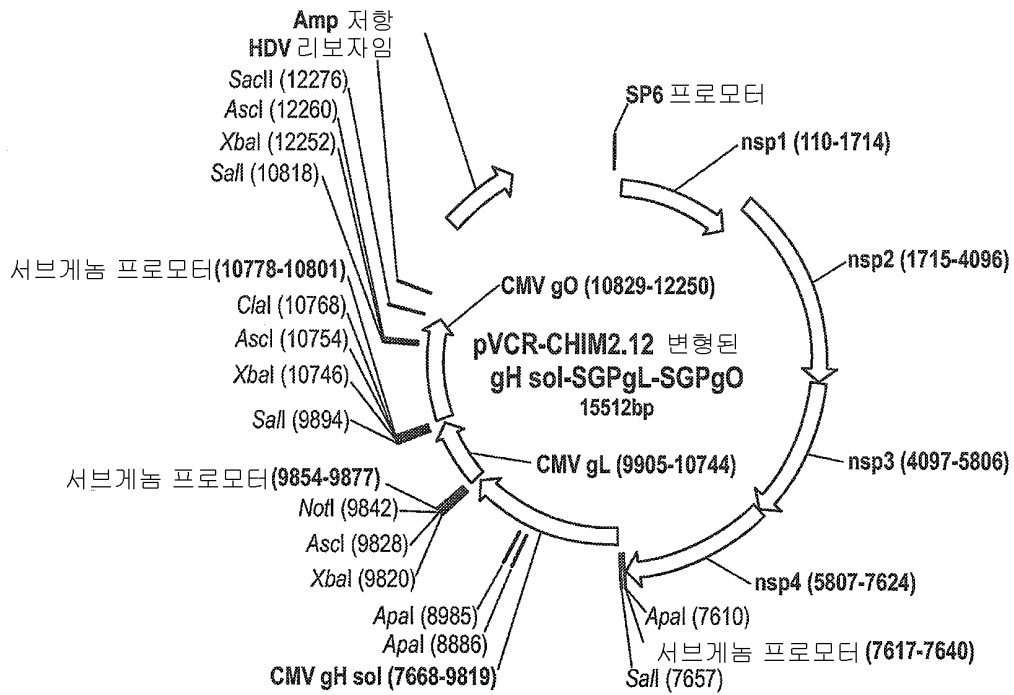 Amp 저항
HDV 리보자임
SacII (12276)
AscI (12260)
XbaI (12252)
SalI (10818)
서브게놈 프로모터(10778-10801)
ClaI (10768)
AscI (10754)
XbaI (10746)
SalI (9894)
서브게놈 프로모터(9854-9877)
NotI (9842)
AscI (9828)
XbaI (9820)
ApaI (8985)
ApaI (8886)
CMV gH sol (7668-9819)
SP6 프로모터
nsp1 (110-1714)
nsp2 (1715-4096)
nsp3 (4097-5806)
nsp4 (5807-7624)
ApaI (7610)
서브게놈 프로모터 (7617-7640)
SalI (7657)
CMV gO (10829-12250)
pVCR-CHIM2.12 변형된
gH sol-SGPgL-SGPgO
15512bp
CMV gL (9905-10744)